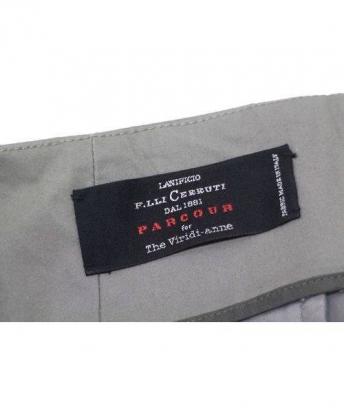 LANIFICIO
F.LLI CERRUTI
DAL 1881
PARCOUR
for
The Viridi-anne
FABRIC MADE IN ITALY